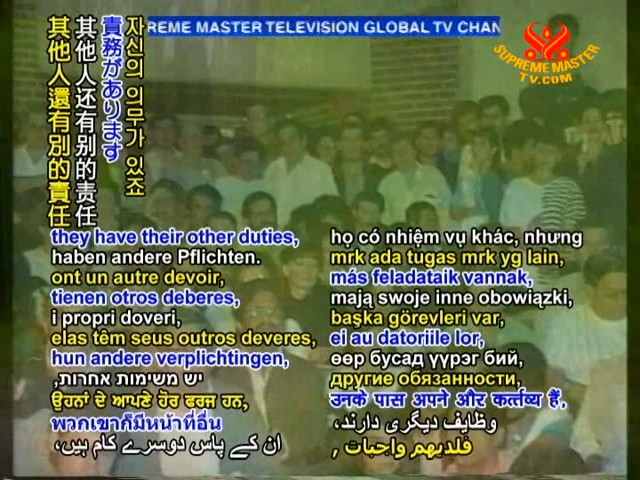 REME MASTER TELEVISION GLOBAL TV CHAN
SUPREME MASTER
TV.COM
其他人還有別的責任
其他人还有别的责任
責務があります
자신의 의무가 있죠
they have their other duties,
haben andere Pflichten.
ont un autre devoir,
tienen otros deberes,
i propri doveri,
elas têm seus outros deveres,
hun andere verplichtingen,
יש משימות אחרות,
ਉਹਨਾਂ ਦੇ ਆਪਣੇ ਹੋਰ ਫਰਜ ਹਨ,
พวกเขาก็มีหน้าที่อื่น
ان کے پاس دوسرے کام ہیں،
họ có nhiệm vụ khác, nhưng
mrk ada tugas mrk yg lain,
más feladataik vannak,
mają swoje inne obowiązki,
başka görevleri var,
ei au datoriile lor,
өөр бусад үүрэг бий,
другие обязанности,
उनके पास अपने और कर्त्तव्य हैं,
وظایف دیگری دارند،
فلديهم واجبات ,